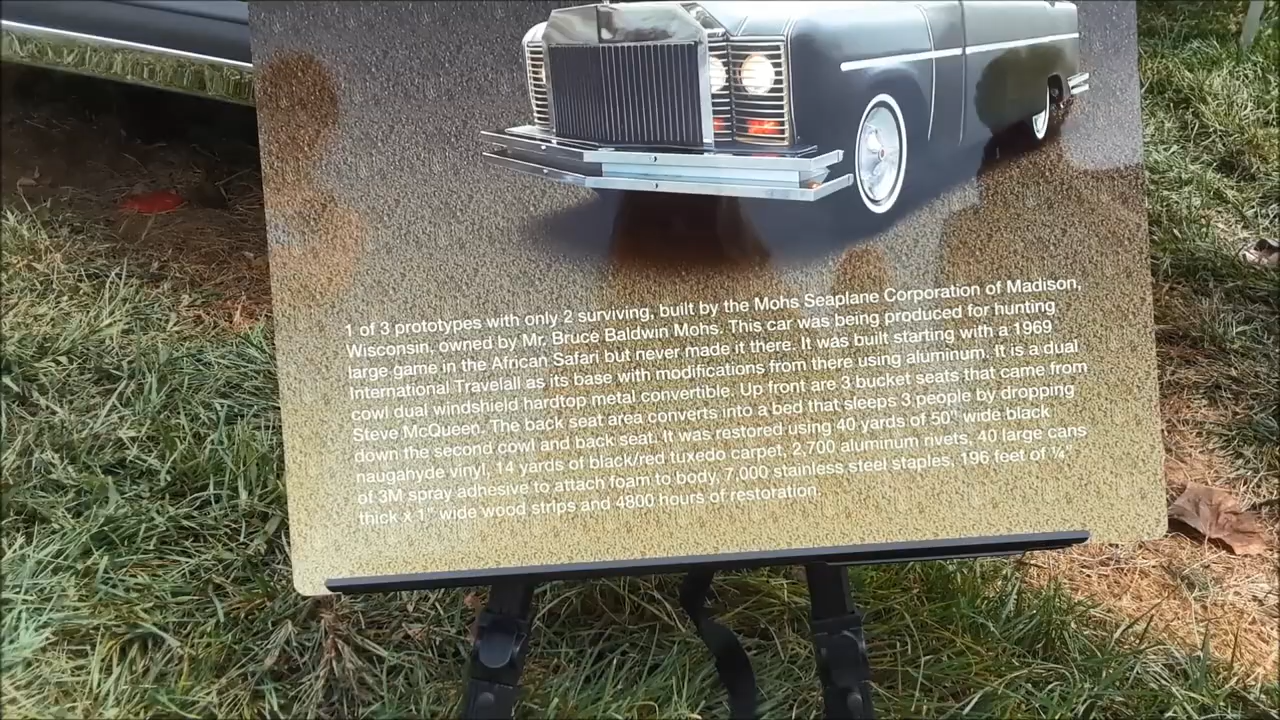 1 of 3 prototypes with only 2 surviving, built by the Mohs Seaplane Corporation of Madison,
Wisconsin, owned by Mr. Bruce Baldwin Mohs. This car was being produced for hunting
large game in the African Safari but never made it there. It was built starting with a 1969
International Travelall as its base with modifications from there using aluminum. It is a dual
cowl dual windshield hardtop metal convertible. Up front are 3 bucket seats that came from
Steve McQueen. The back seat area converts into a bed that sleeps 3 people by dropping
down the second cowl and back seat. It was restored using 40 yards of 50" wide black
naugahyde vinyl, 14 yards of black/red tuxedo carpet, 2,700 aluminum rivets, 40 large cans
of 3M spray adhesive to attach foam to body, 7,000 stainless steel staples, 196 feet of ¼"
thick x 1" wide wood strips and 4800 hours of restoration.